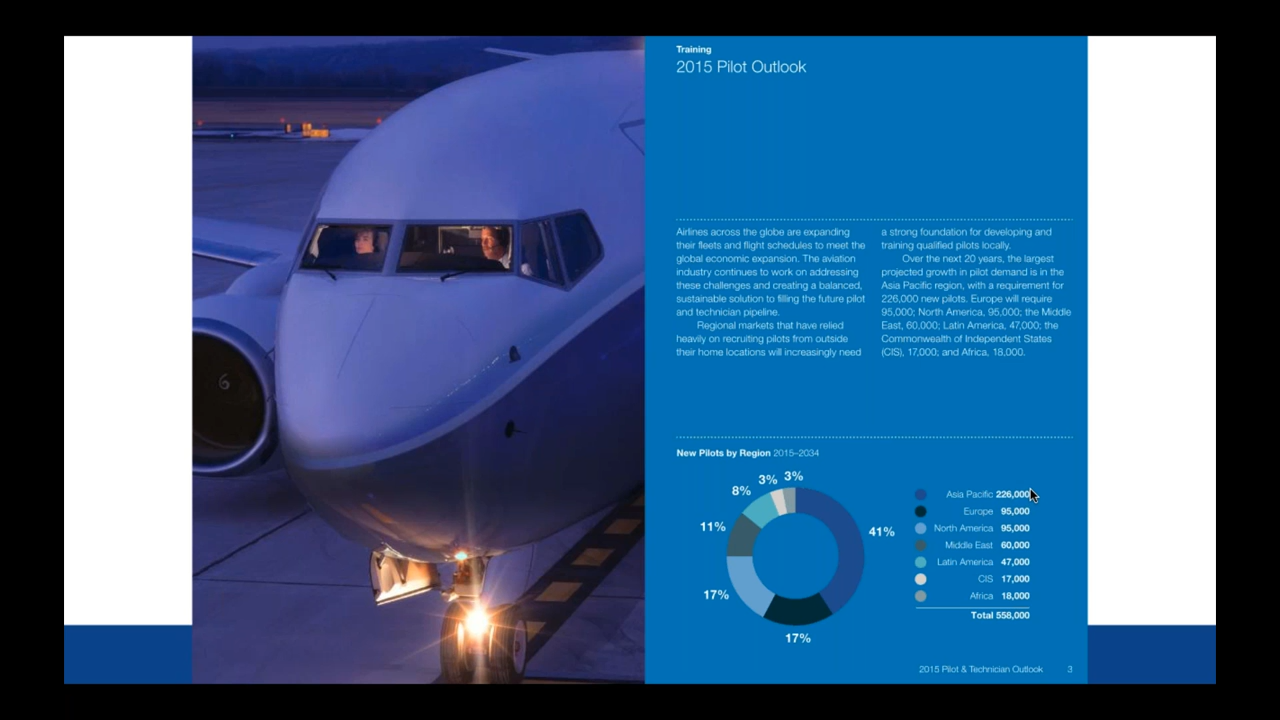 Training
2015 Pilot Outlook
Airlines across the globe are expanding
their fleets and flight schedules to meet the
global economic expansion. The aviation
industry continues to work on addressing
these challenges and creating a balanced,
sustainable solution to filling the future pilot
and technician pipeline.
Regional markets that have relied
heavily on recruiting pilots from outside
their home locations will increasingly need
a strong foundation for developing and
training qualified pilots locally.
Over the next 20 years, the largest
projected growth in pilot demand is in the
Asia Pacific region, with a requirement for
226,000 new pilots. Europe will require
95,000; North America, 95,000; the Middle
East, 60,000; Latin America, 47,000; the
Commonwealth of Independent States
(CIS), 17,000; and Africa, 18,000.
New Pilots by Region 2015–2034
3% 3%
8%
11%
41%
17%
17%
Asia Pacific 226,000
Europe 95,000
North America 95,000
Middle East 60,000
Latin America 47,000
CIS 17,000
Africa 18,000
Total 558,000
2015 Pilot & Technician Outlook 3